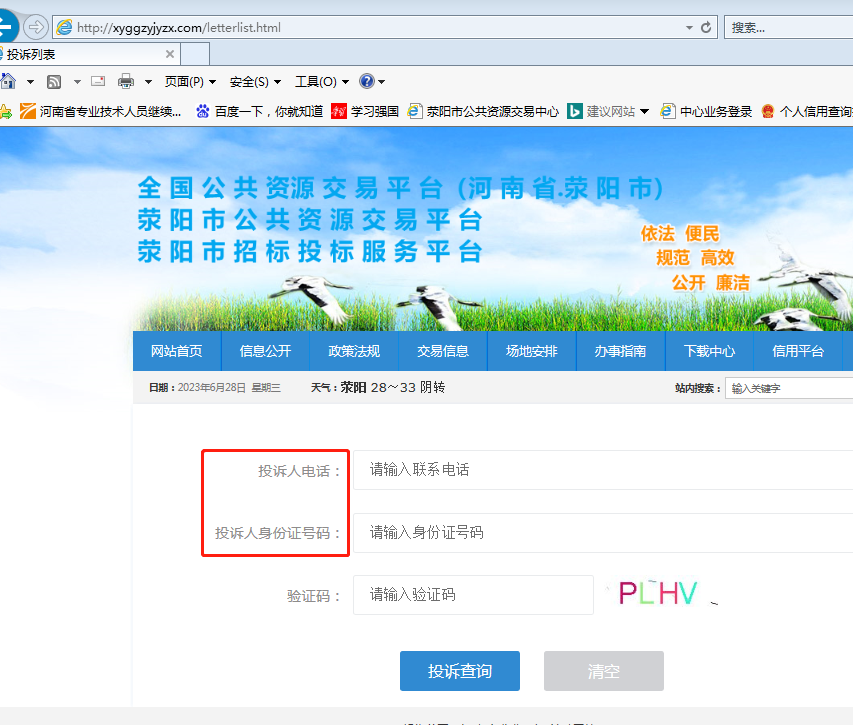 http://xyggzyjyzx.com/letterlist.html
搜索...
投诉列表
页面(P) 安全(S) 工具(O)
河南省专业技术人员继续... 百度一下，你就知道 学习强国 荥阳市公共资源交易中心 建议网站 中心业务登录 个人信用查询
全国公共资源交易平台 (河南省.荥阳市)
荥阳市公共资源交易平台
荥阳市招标投标服务平台
依法 便民
规范 高效
公开 廉洁
网站首页 信息公开 政策法规 交易信息 场地安排 办事指南 下载中心 信用平台
日期：2023年6月28日 星期三 天气：荥阳 28～33 阴转 站内搜索： 输入关键字
投诉人电话： 请输入联系电话
投诉人身份证号码： 请输入身份证号码
验证码： 请输入验证码 PLHV
投诉查询 清空